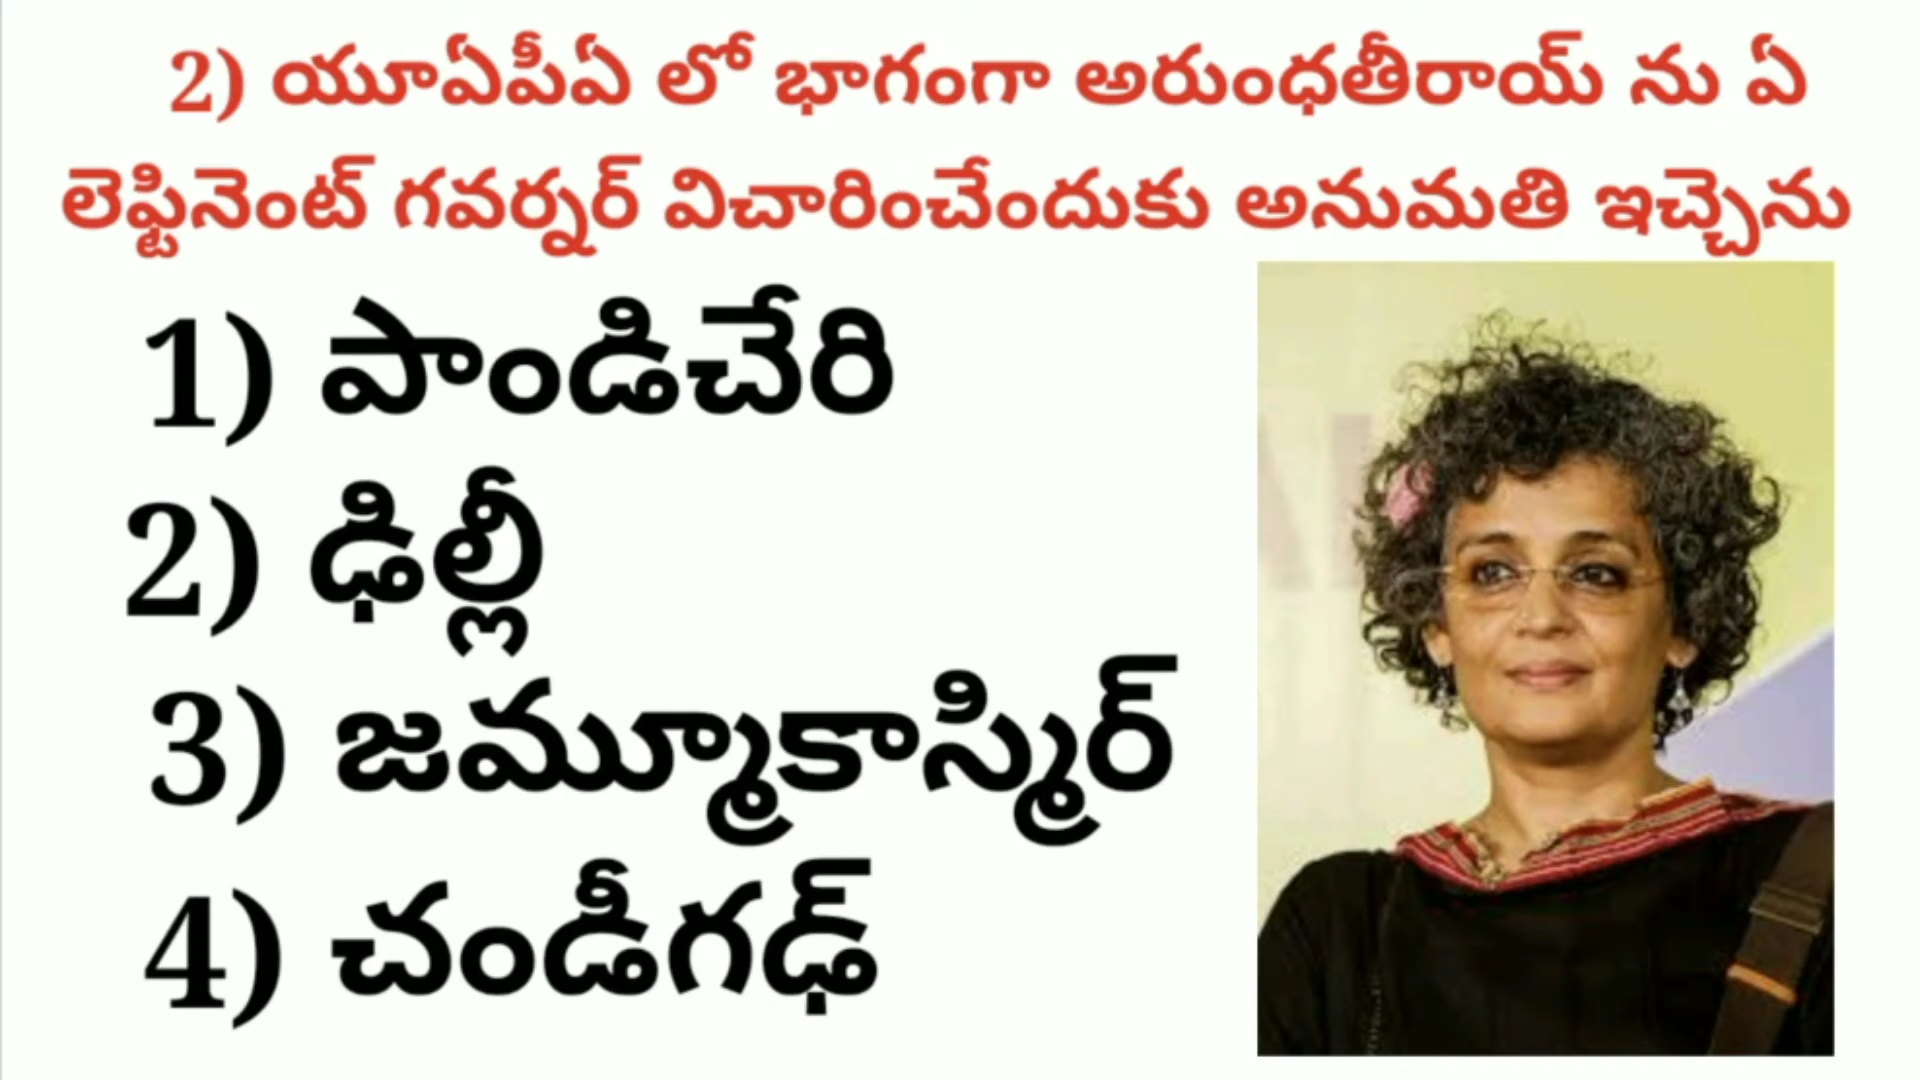 2) యూఏపీఏ లో భాగంగా అరుంధతీరాయ్ ను ఏ
లెఫ్టినెంట్ గవర్నర్ విచారించేందుకు అనుమతి ఇచ్చెను
1) పాండిచేరి
2) ఢిల్లీ
3) జమ్మూకాస్మిర్
4) చండీగఢ్